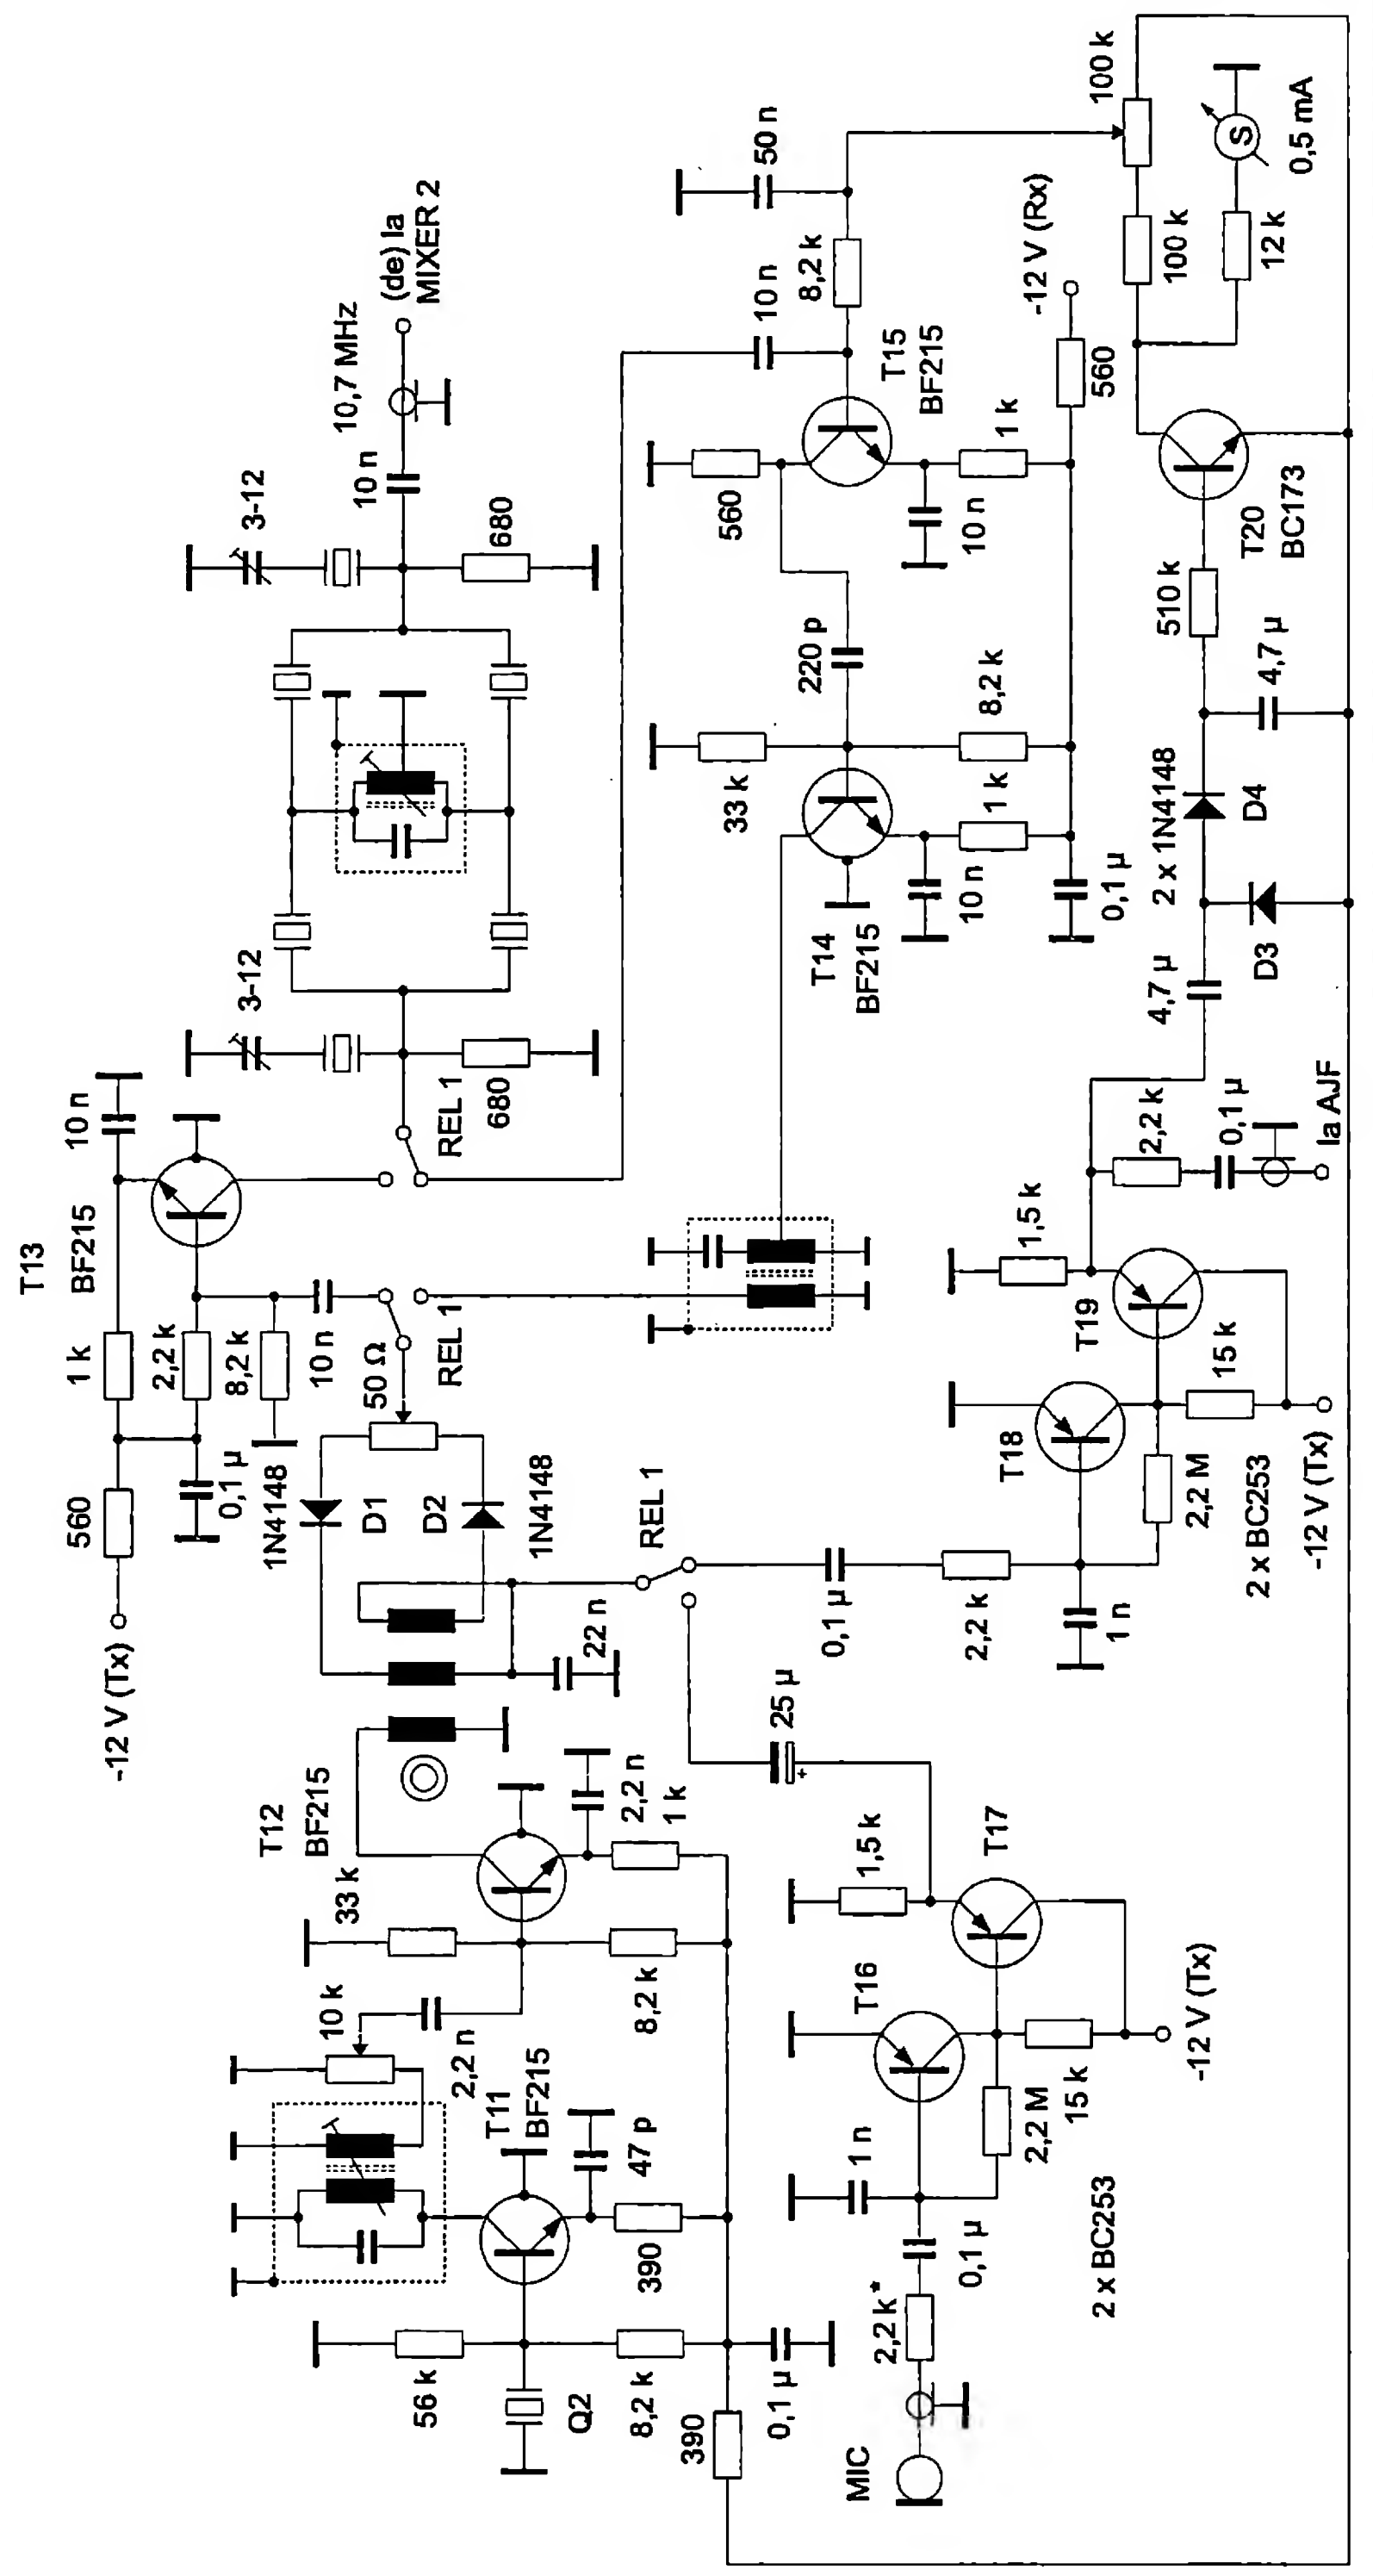 T13
-12 V (Tx)
560
1 k
BF215
10 n
2,2 k
0,1 µ
8,2 k
3-12
3-12
T12
BF215
1N4148
10 n
10,7 MHz
10 n
(de) la
MIXER 2
10 k
33 k
D1
50 Ω
56 k
2,2 n
D2
REL 1
REL 1
T11
BF215
1N4148
680
680
Q2
22 n
47 p
2,2 n
8,2 k
390
8,2 k
1 k
REL 1
390
560
33 k
50 n
10 n
0,1 µ
25 µ
220 p
8,2 k
MIC
T16
1,5 k
0,1 µ
T14
BF215
T15
BF215
1 n
2,2 k*
0,1 µ
T17
2,2 k
10 n
10 n
8,2 k
1 k
1 k
-12 V (Rx)
2,2 M
T18
1,5 k
15 k
1 n
T19
560
0,1 µ
100 k
2 x BC253
2,2 k
4,7 µ
2 x 1N4148
510 k
100 k
-12 V (Tx)
2,2 M
15 k
0,1 µ
D3
D4
T20
BC173
4,7 µ
12 k
S
0,5 mA
2 x BC253
-12 V (Tx)
la AJF